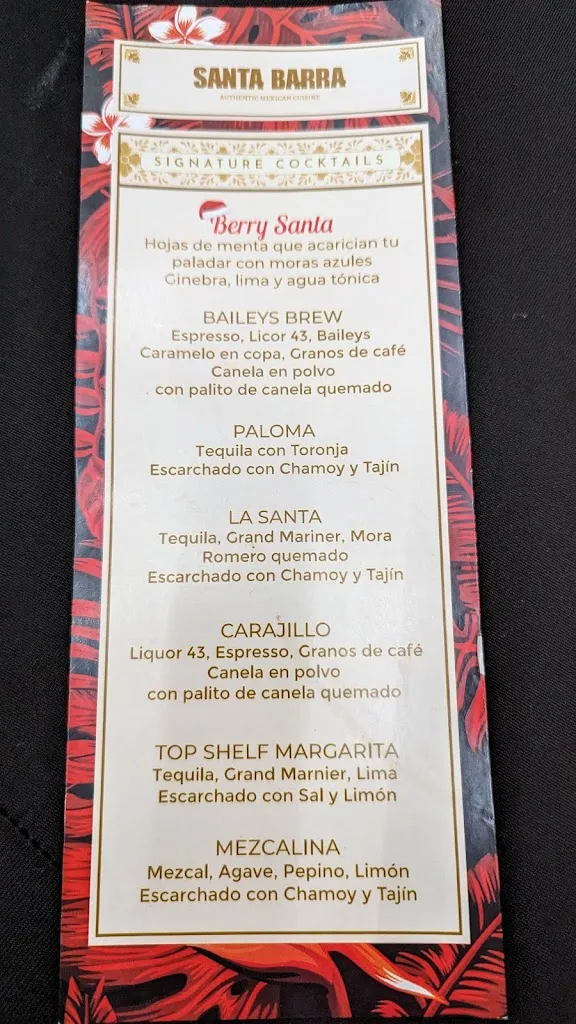 SANTA BARRA
AUTHENTIC MEXICAN CUISINE
SIGNATURE COCKTAILS
Berry Santa
Hojas de menta que acarician tu
paladar con moras azules
Ginebra, lima y agua tónica
BAILEYS BREW
Espresso, Licor 43, Baileys
Caramelo en copa, Granos de café
Canela en polvo
con palito de canela quemado
PALOMA
Tequila con Toronja
Escarchado con Chamoy y Tajín
LA SANTA
Tequila, Grand Mariner, Mora
Romero quemado
Escarchado con Chamoy y Tajín
CARAJILLO
Liquor 43, Espresso, Granos de café
Canela en polvo
con palito de canela quemado
TOP SHELF MARGARITA
Tequila, Grand Marnier, Lima
Escarchado con Sal y Limón
MEZCALINA
Mezcal, Agave, Pepino, Limón
Escarchado con Chamoy y Tajín